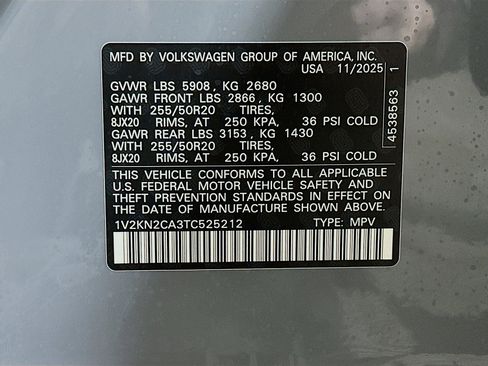 MFD BY VOLKSWAGEN GROUP OF AMERICA, INC.
USA 11/2025
GVWR LBS 5908, KG 2680
GAWR FRONT LBS 2866, KG 1300
WITH 255/50R20
8JX20 RIMS, AT 250 KPA, 36 PSI COLD
GAWR REAR LBS 3153, KG 1430
WITH 255/50R20
8JX20 RIMS, AT 250 KPA, 36 PSI COLD
THIS VEHICLE CONFORMS TO ALL APPLICABLE
U.S. FEDERAL MOTOR VEHICLE SAFETY AND
THEFT PREVENTION STANDARDS IN EFFECT ON
THE DATE OF MANUFACTURE SHOWN ABOVE.
1V2KN2CA3TC525212 TYPE: MPV
4538563 1